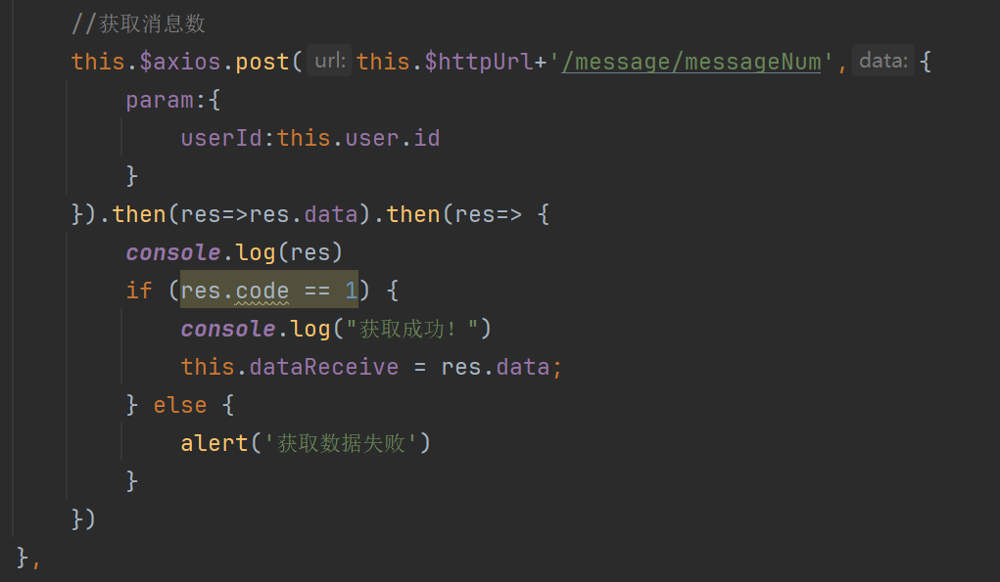 //获取消息数
this.$axios.post( url: this.$httpUrl+'/message/messageNum', data: {
param:{
userId:this.user.id
}
}).then(res=>res.data).then(res=> {
console.log(res)
if (res.code == 1) {
console.log("获取成功！")
this.dataReceive = res.data;
} else {
alert('获取数据失败')
}
})
},